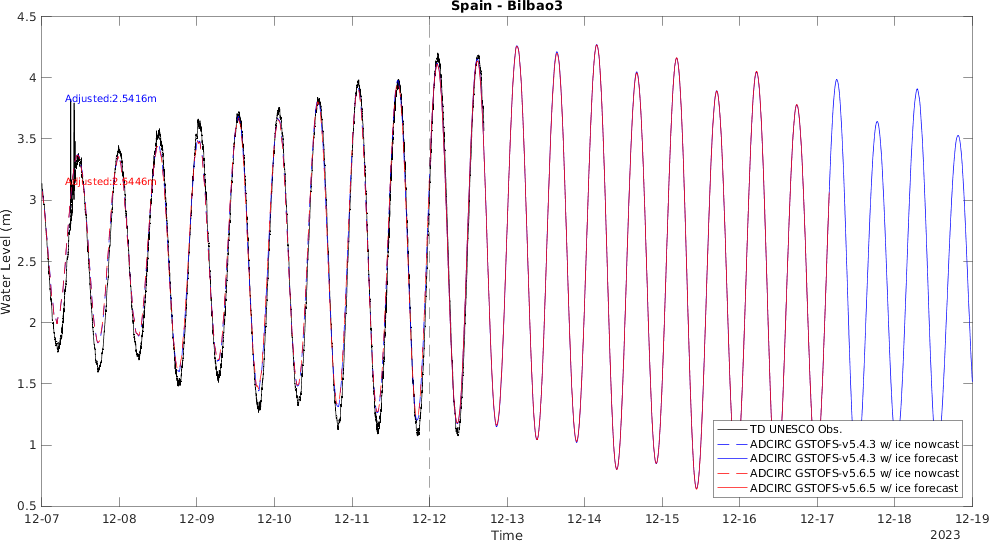 Spain - Bilbao3
4.5
4
3.5
3
2.5
2
1.5
1
0.5
Water Level (m)
Adjusted:2.5416m
Adjusted:2.6446m
TD UNESCO Obs.
ADCIRC GSTOFS-v5.4.3 w/ ice nowcast
ADCIRC GSTOFS-v5.4.3 w/ ice forecast
ADCIRC GSTOFS-v5.6.5 w/ ice nowcast
ADCIRC GSTOFS-v5.6.5 w/ ice forecast
12-07 12-08 12-09 12-10 12-11 12-12 12-13 12-14 12-15 12-16 12-17 12-18 12-19
Time
2023